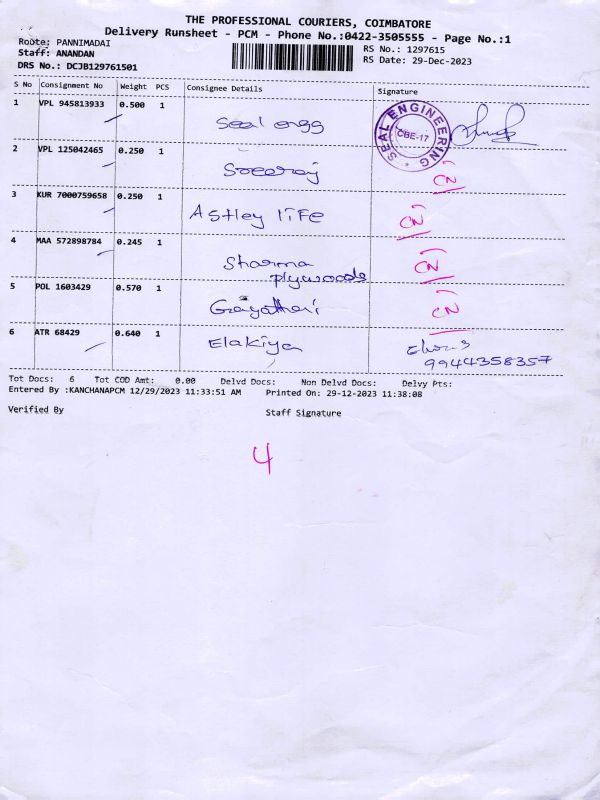 THE PROFESSIONAL COURIERS, COIMBATORE
Delivery Runsheet - PCM - Phone No.:0422-3505555 - Page No.:1
Route: PANNIMADAI
RS No.: 1297615
Staff: ANANDAN
RS Date: 29-Dec-2023
DRS No.: DCJB129761501
S No Consignment No Weight PCS Consignee Details Signature
1 VPL 945813933 0.500 1 Seal engg
SEAL ENGINEERING CBE-17
2 VPL 125042465 0.250 1 Sreeraj CN
3 KUR 7000759658 0.250 1 Astley life CN
4 MAA 572898784 0.245 1 Sharma plywoods CN
5 POL 1603429 0.570 1 Gayathri CN
6 ATR 68429 0.640 1 Elakiya
9944358357
Tot Docs: 6 Tot COD Amt: 0.00 Delvd Docs: Non Delvd Docs: Delvy Pts:
Entered By :KANCHANAPCM 12/29/2023 11:33:51 AM Printed On: 29-12-2023 11:38:08
Verified By Staff Signature
4